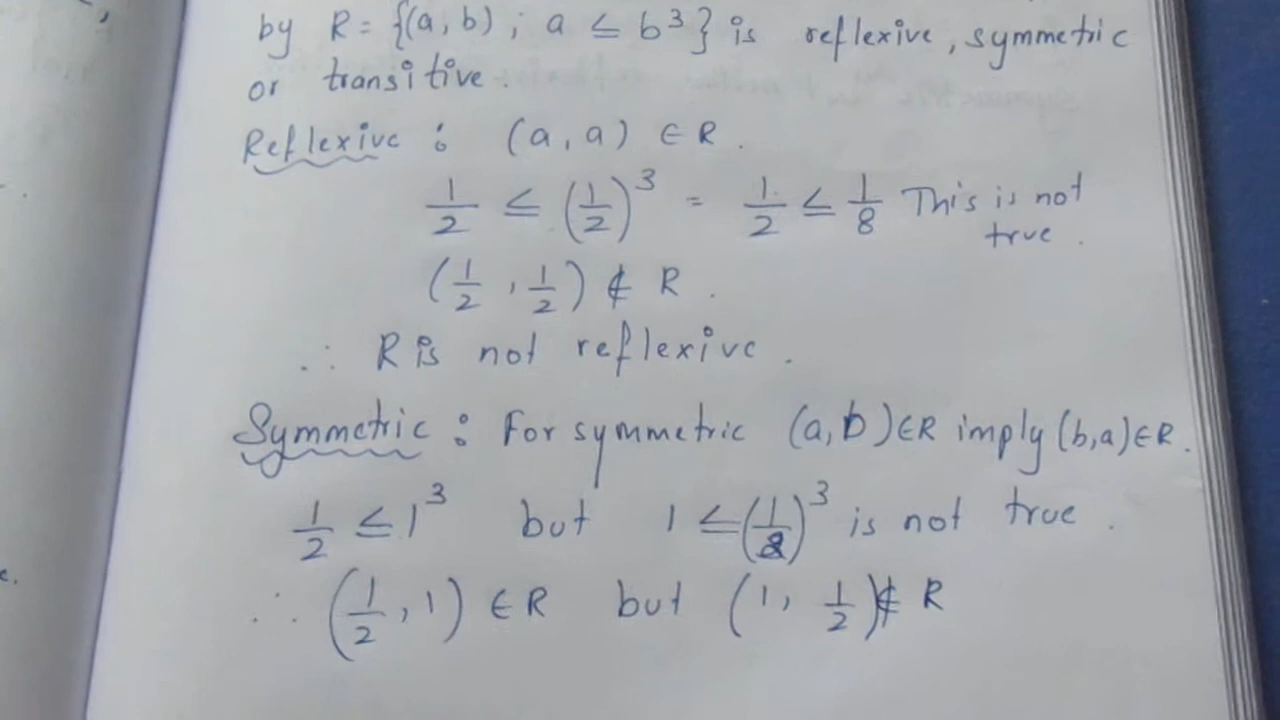 by R = {(a, b) ; a ≤ b³} is reflexive, symmetric
or transitive.
Reflexive : (a, a) ∈ R.
1/2 ≤ (1/2)³ = 1/2 ≤ 1/8 This is not
true.
(1/2, 1/2) ∉ R.
∴ R is not reflexive.
Symmetric : For symmetric (a, b) ∈ R imply (b, a) ∈ R.
1/2 ≤ 1³ but 1 ≤ (1/2)³ is not true.
∴ (1/2, 1) ∈ R but (1, 1/2) ∉ R